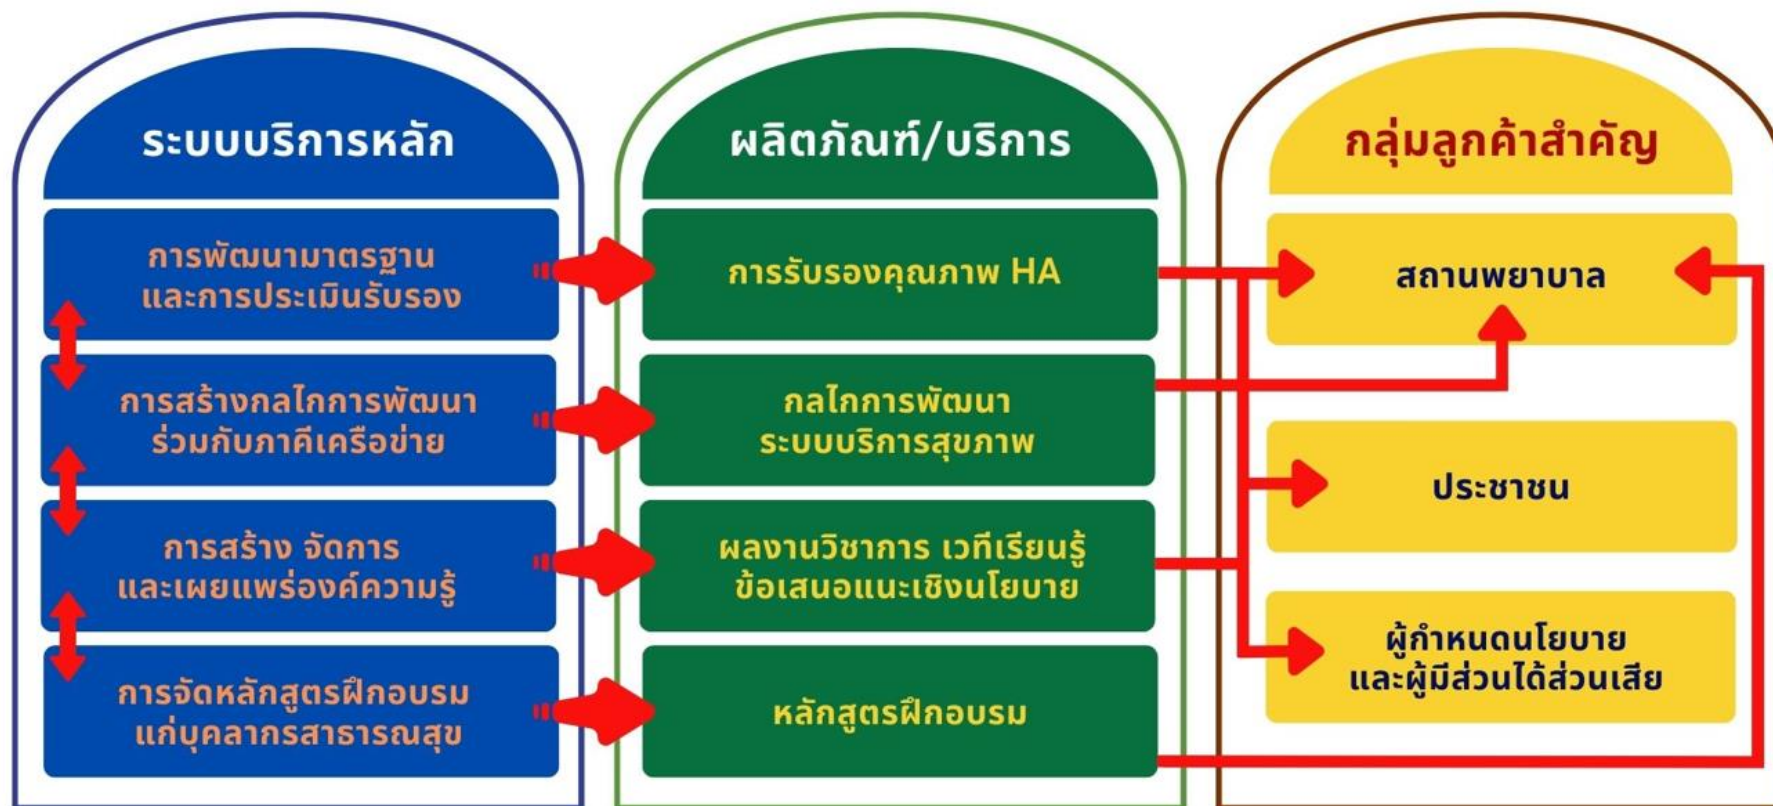 ระบบบริการหลัก
การพัฒนามาตรฐาน
และการประเมินรับรอง
การสร้างกลไกการพัฒนา
ร่วมกับภาคีเครือข่าย
การสร้าง จัดการ
และเผยแพร่องค์ความรู้
การจัดหลักสูตรฝึกอบรม
แก่บุคลากรสาธารณสุข
ผลิตภัณฑ์/บริการ
การรับรองคุณภาพ HA
กลไกการพัฒนา
ระบบบริการสุขภาพ
ผลงานวิชาการ เวทีเรียนรู้
ข้อเสนอแนะเชิงนโยบาย
หลักสูตรฝึกอบรม
กลุ่มลูกค้าสำคัญ
สถานพยาบาล
ประชาชน
ผู้กำหนดนโยบาย
และผู้มีส่วนได้ส่วนเสีย